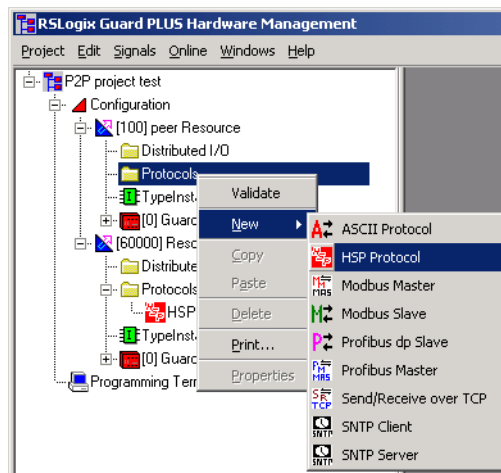 RSLogix Guard PLUS Hardware Management
Project Edit Signals Online Windows Help
P2P project test
Configuration
[100] peer Resource
Distributed I/O
Protocols
TypeInst
[0] Guard
[60000] Reso
Distribute
Protocols
HSP
TypeInst
[0] Guard
Programming Terr
Validate
New
Copy
Paste
Delete
Print...
Properties
ASCII Protocol
HSP Protocol
Modbus Master
Modbus Slave
Profibus dp Slave
Profibus Master
Send/Receive over TCP
SNTP Client
SNTP Server